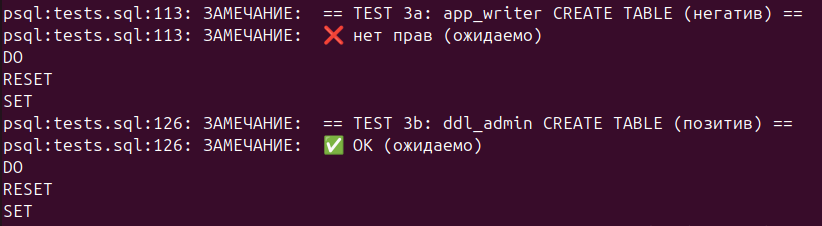 psql:tests.sql:113: ЗАМЕЧАНИЕ:  == TEST 3a: app_writer CREATE TABLE (негатив) ==
psql:tests.sql:113: ЗАМЕЧАНИЕ:  ❌ нет прав (ожидаемо)
DO
RESET
SET
psql:tests.sql:126: ЗАМЕЧАНИЕ:  == TEST 3b: ddl_admin CREATE TABLE (позитив) ==
psql:tests.sql:126: ЗАМЕЧАНИЕ:  ✅ OK (ожидаемо)
DO
RESET
SET